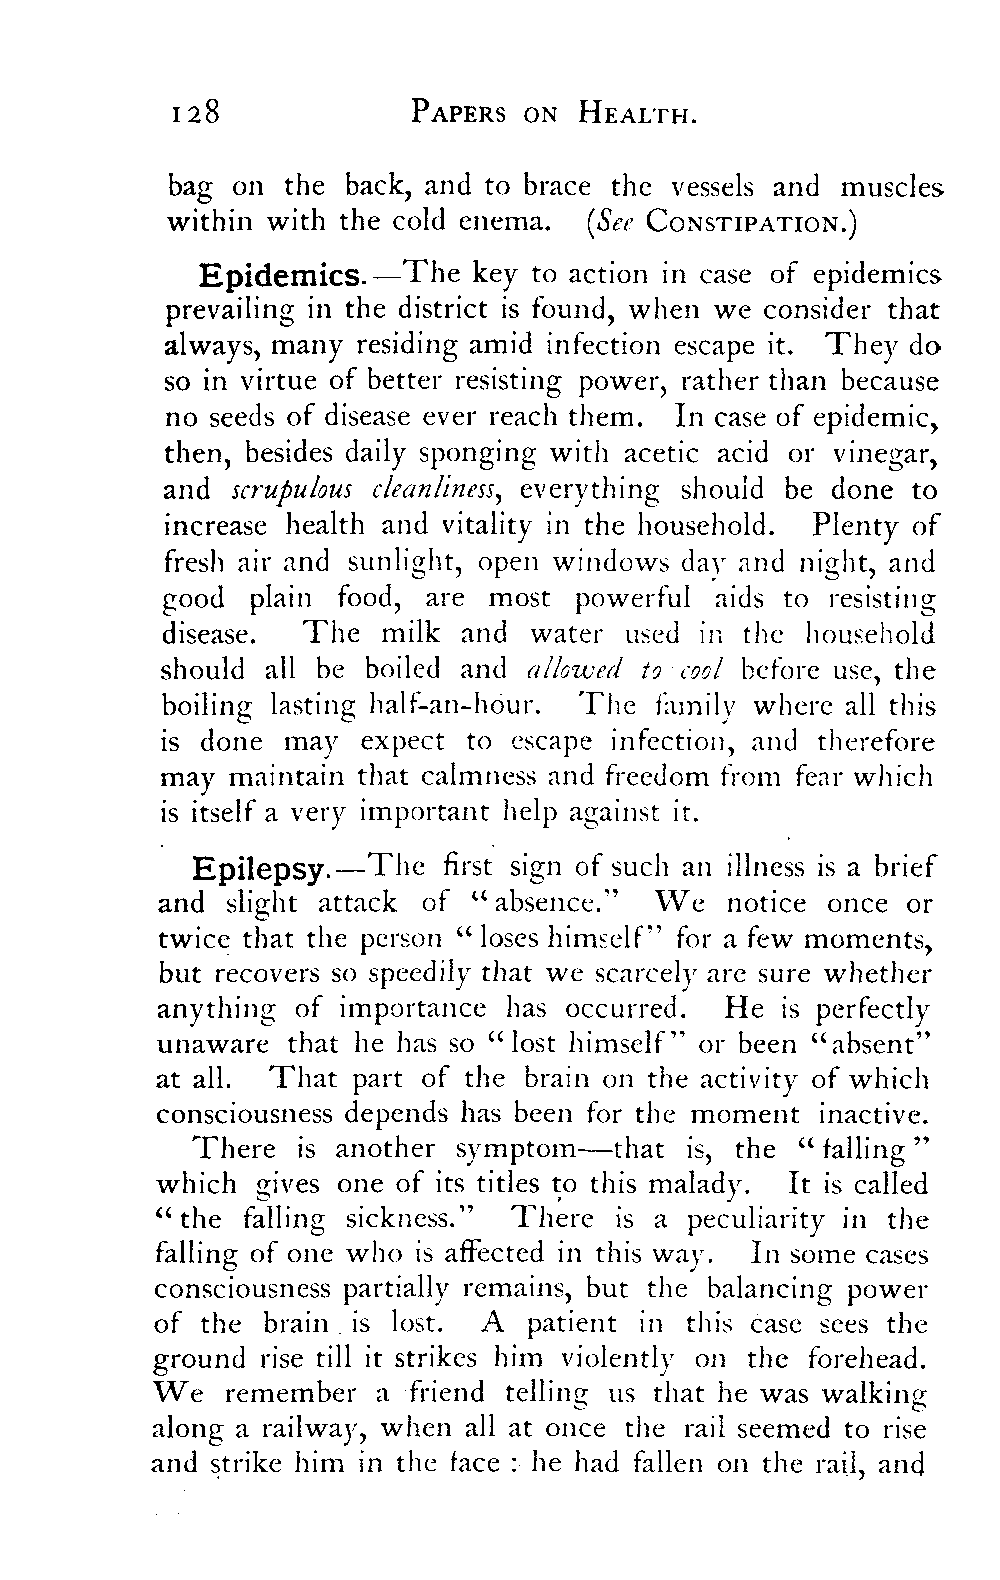 128 PAPERS ON HEALTH.
bag on the back, and to brace the vessels and muscles
within with the cold enema. (See CONSTIPATION.)
Epidemics.—The key to action in case of epidemics
prevailing in the district is found, when we consider that
always, many residing amid infection escape it. They do
so in virtue of better resisting power, rather than because
no seeds of disease ever reach them. In case of epidemic,
then, besides daily sponging with acetic acid or vinegar,
and scrupulous cleanliness, everything should be done to
increase health and vitality in the household. Plenty of
fresh air and sunlight, open windows day and night, and
good plain food, are most powerful aids to resisting
disease. The milk and water used in the household
should all be boiled and allowed to cool before use, the
boiling lasting half-an-hour. The family where all this
is done may expect to escape infection, and therefore
may maintain that calmness and freedom from fear which
is itself a very important help against it.
Epilepsy.—The first sign of such an illness is a brief
and slight attack of "absence." We notice once or
twice that the person "loses himself" for a few moments,
but recovers so speedily that we scarcely are sure whether
anything of importance has occurred. He is perfectly
unaware that he has so "lost himself" or been "absent"
at all. That part of the brain on the activity of which
consciousness depends has been for the moment inactive.
There is another symptom—that is, the "falling"
which gives one of its titles to this malady. It is called
"the falling sickness." There is a peculiarity in the
falling of one who is affected in this way. In some cases
consciousness partially remains, but the balancing power
of the brain is lost. A patient in this case sees the
ground rise till it strikes him violently on the forehead.
We remember a friend telling us that he was walking
along a railway, when all at once the rail seemed to rise
and strike him in the face: he had fallen on the rail, and